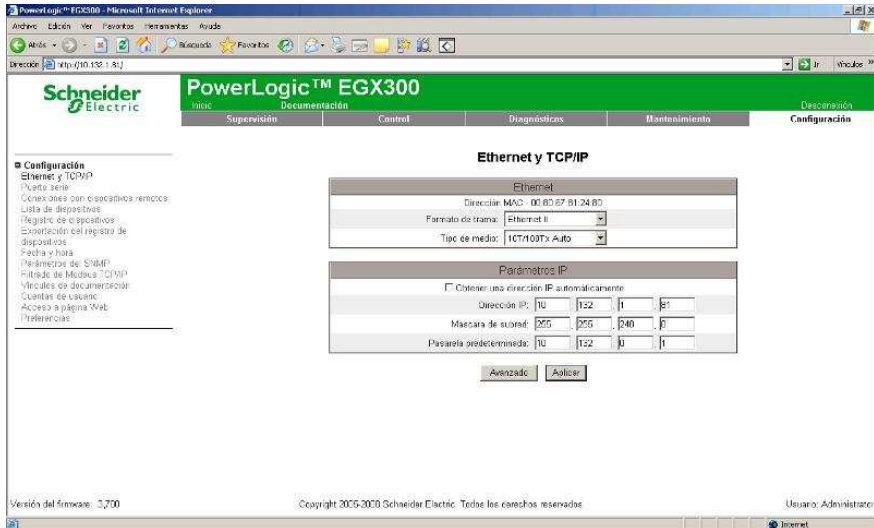 PowerLogic™ EGX300 - Microsoft Internet Explorer
Archivo Edición Ver Favoritos Herramientas Ayuda
Atrás Búsqueda Favoritos
Dirección http://10.132.1.81/ Ir Vínculos
Schneider Electric
PowerLogic™ EGX300
Inicio Documentación Desconexión
Supervisión Control Diagnósticos Mantenimiento Configuración
Configuración
Ethernet y TCP/IP
Puerto serie
Conexiones con dispositivos remotos
Lista de dispositivos
Registro de dispositivos
Exportación del registro de
dispositivos
Fecha y hora
Parámetros del SNMP
Filtrado de Modbus TCP/IP
Vínculos de documentación
Cuentas de usuario
Acceso a página Web
Preferencias
Ethernet y TCP/IP
Ethernet
Dirección MAC - 00:80:67:81:24:80
Formato de trama: Ethernet II
Tipo de medio: 10T/100Tx Auto
Parámetros IP
Obtener una dirección IP automáticamente
Dirección IP: 10 . 132 . 1 . 81
Mascara de subred: 255 . 255 . 240 . 0
Pasarela predeterminada: 10 . 132 . 0 . 1
Avanzado Aplicar
Versión del firmware: 3,700
Schneider Electric Todos los derechos reservados
Usuario: Administrator
Internet